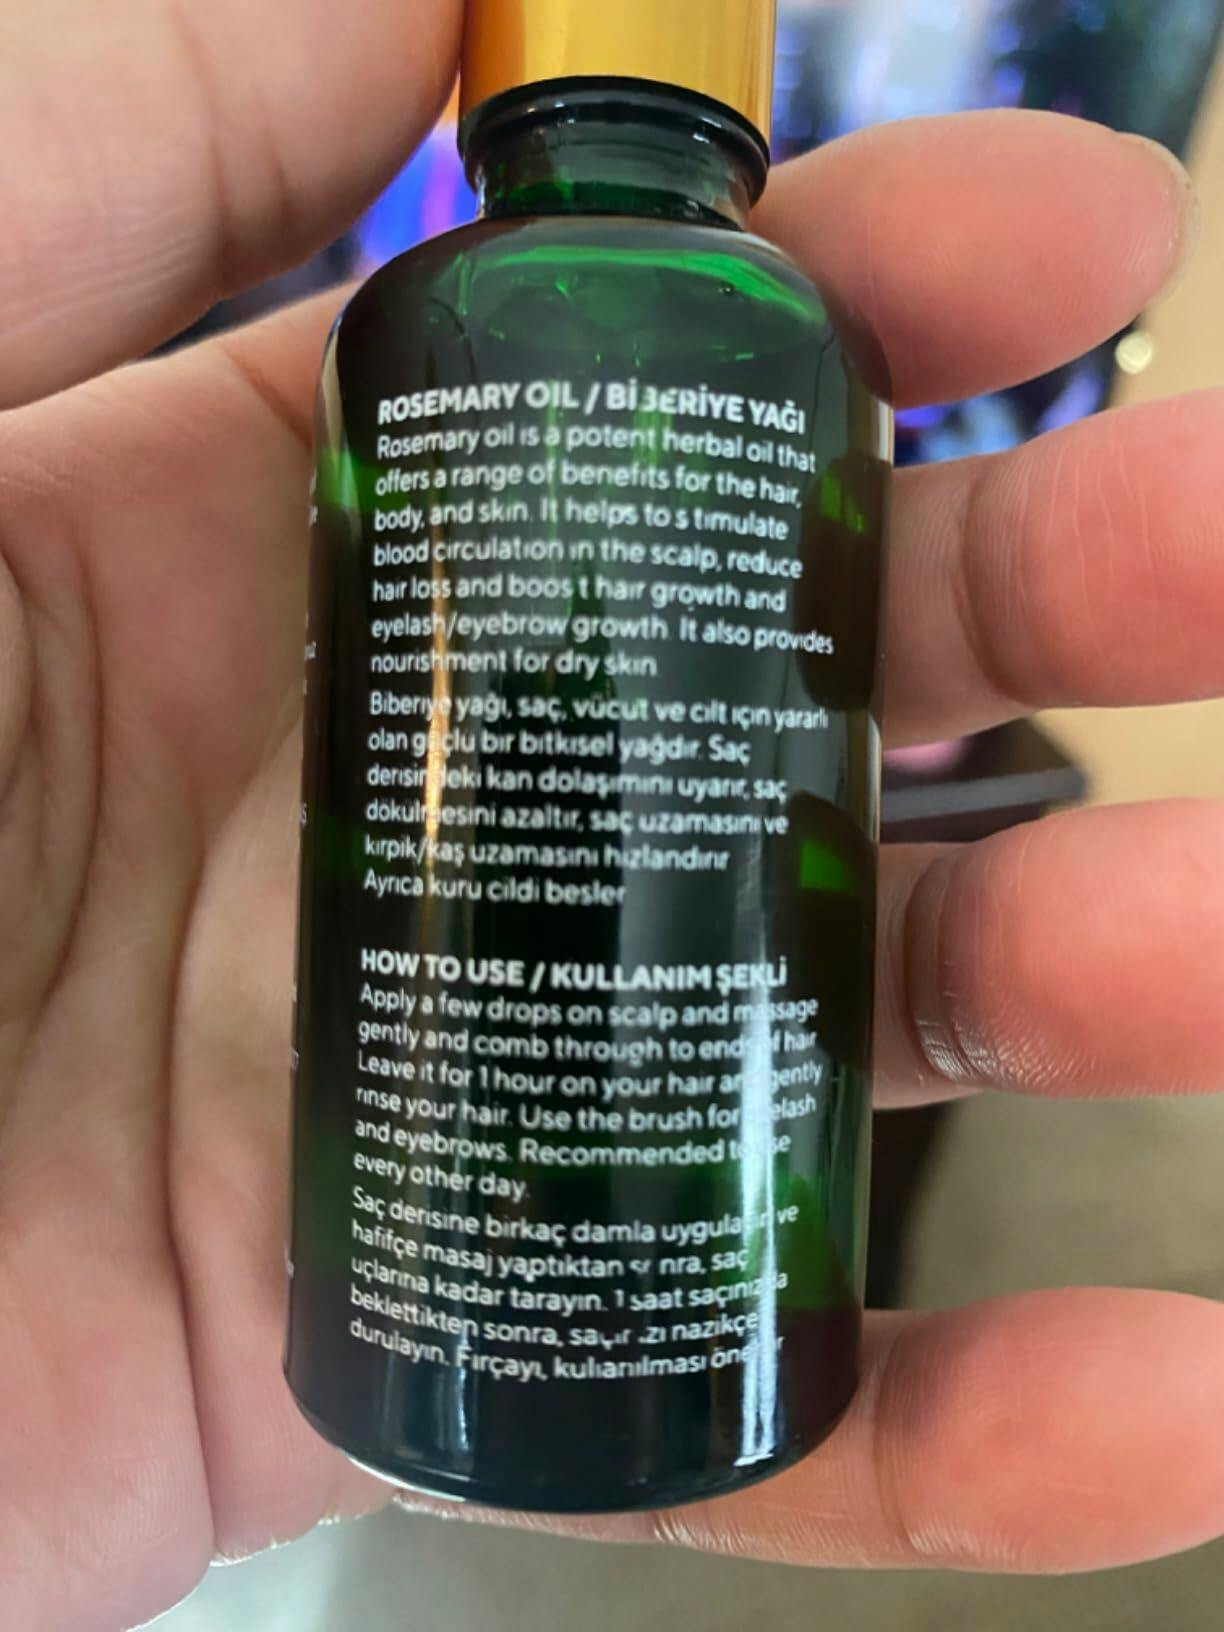 ROSEMARY OIL / BİBERİYE YAĞI
Rosemary oil is a potent herbal oil that
offers a range of benefits for the hair,
body, and skin. It helps to stimulate
blood circulation in the scalp, reduce
hair loss and boost hair growth and
eyelash/eyebrow growth. It also provides
nourishment for dry skin
Biberiye yağı, saç, vücut ve cilt için yararlı
olan güçlu bir bitkisel yağdır. Saç
derisindeki kan dolaşımını uyarır, saç
dökülmesini azaltır, saç uzamasını ve
kirpik/kaş uzamasını hızlandırır
Ayrıca kuru cildi besler
HOW TO USE / KULLANIM ŞEKLİ
Apply a few drops on scalp and massage
gently and comb through to ends of hair
Leave it for 1 hour on your hair and gently
rinse your hair. Use the brush for eyelash
and eyebrows. Recommended to use
every other day.
Saç derisine birkaç damla uygulayın ve
hafifçe masaj yaptıktan sonra, saç
uçlarına kadar tarayın. 1 saat saçınızda
beklettikten sonra, saçınızı nazikçe
durulayın. Fırçayı, kullanılması